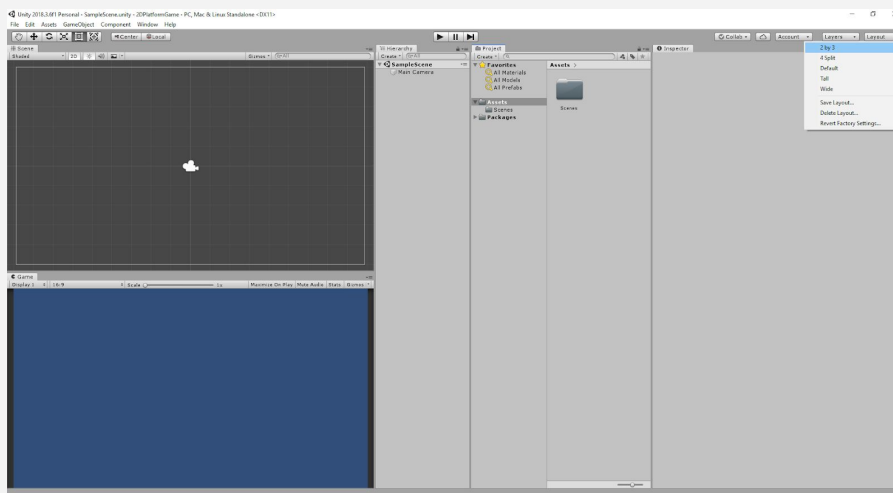 Unity 2018.3.6f1 Personal - SampleScene.unity - 2DPlatformGame - PC, Mac & Linux Standalone <DX11>
File Edit Assets GameObject Component Window Help
Center Local Collab Account Layers Layout
Scene Hierarchy Project Inspector
Shaded 2D Gizmos All Create All Create
SampleScene
Main Camera
Favorites
All Materials
All Models
All Prefabs
Assets
Scenes
Packages
Assets
Scenes
2 by 3
4 Split
Default
Tall
Wide
Save Layout...
Delete Layout...
Revert Factory Settings...
Game
Display 1 16:9 Scale 1x Maximize On Play Mute Audio Stats Gizmos